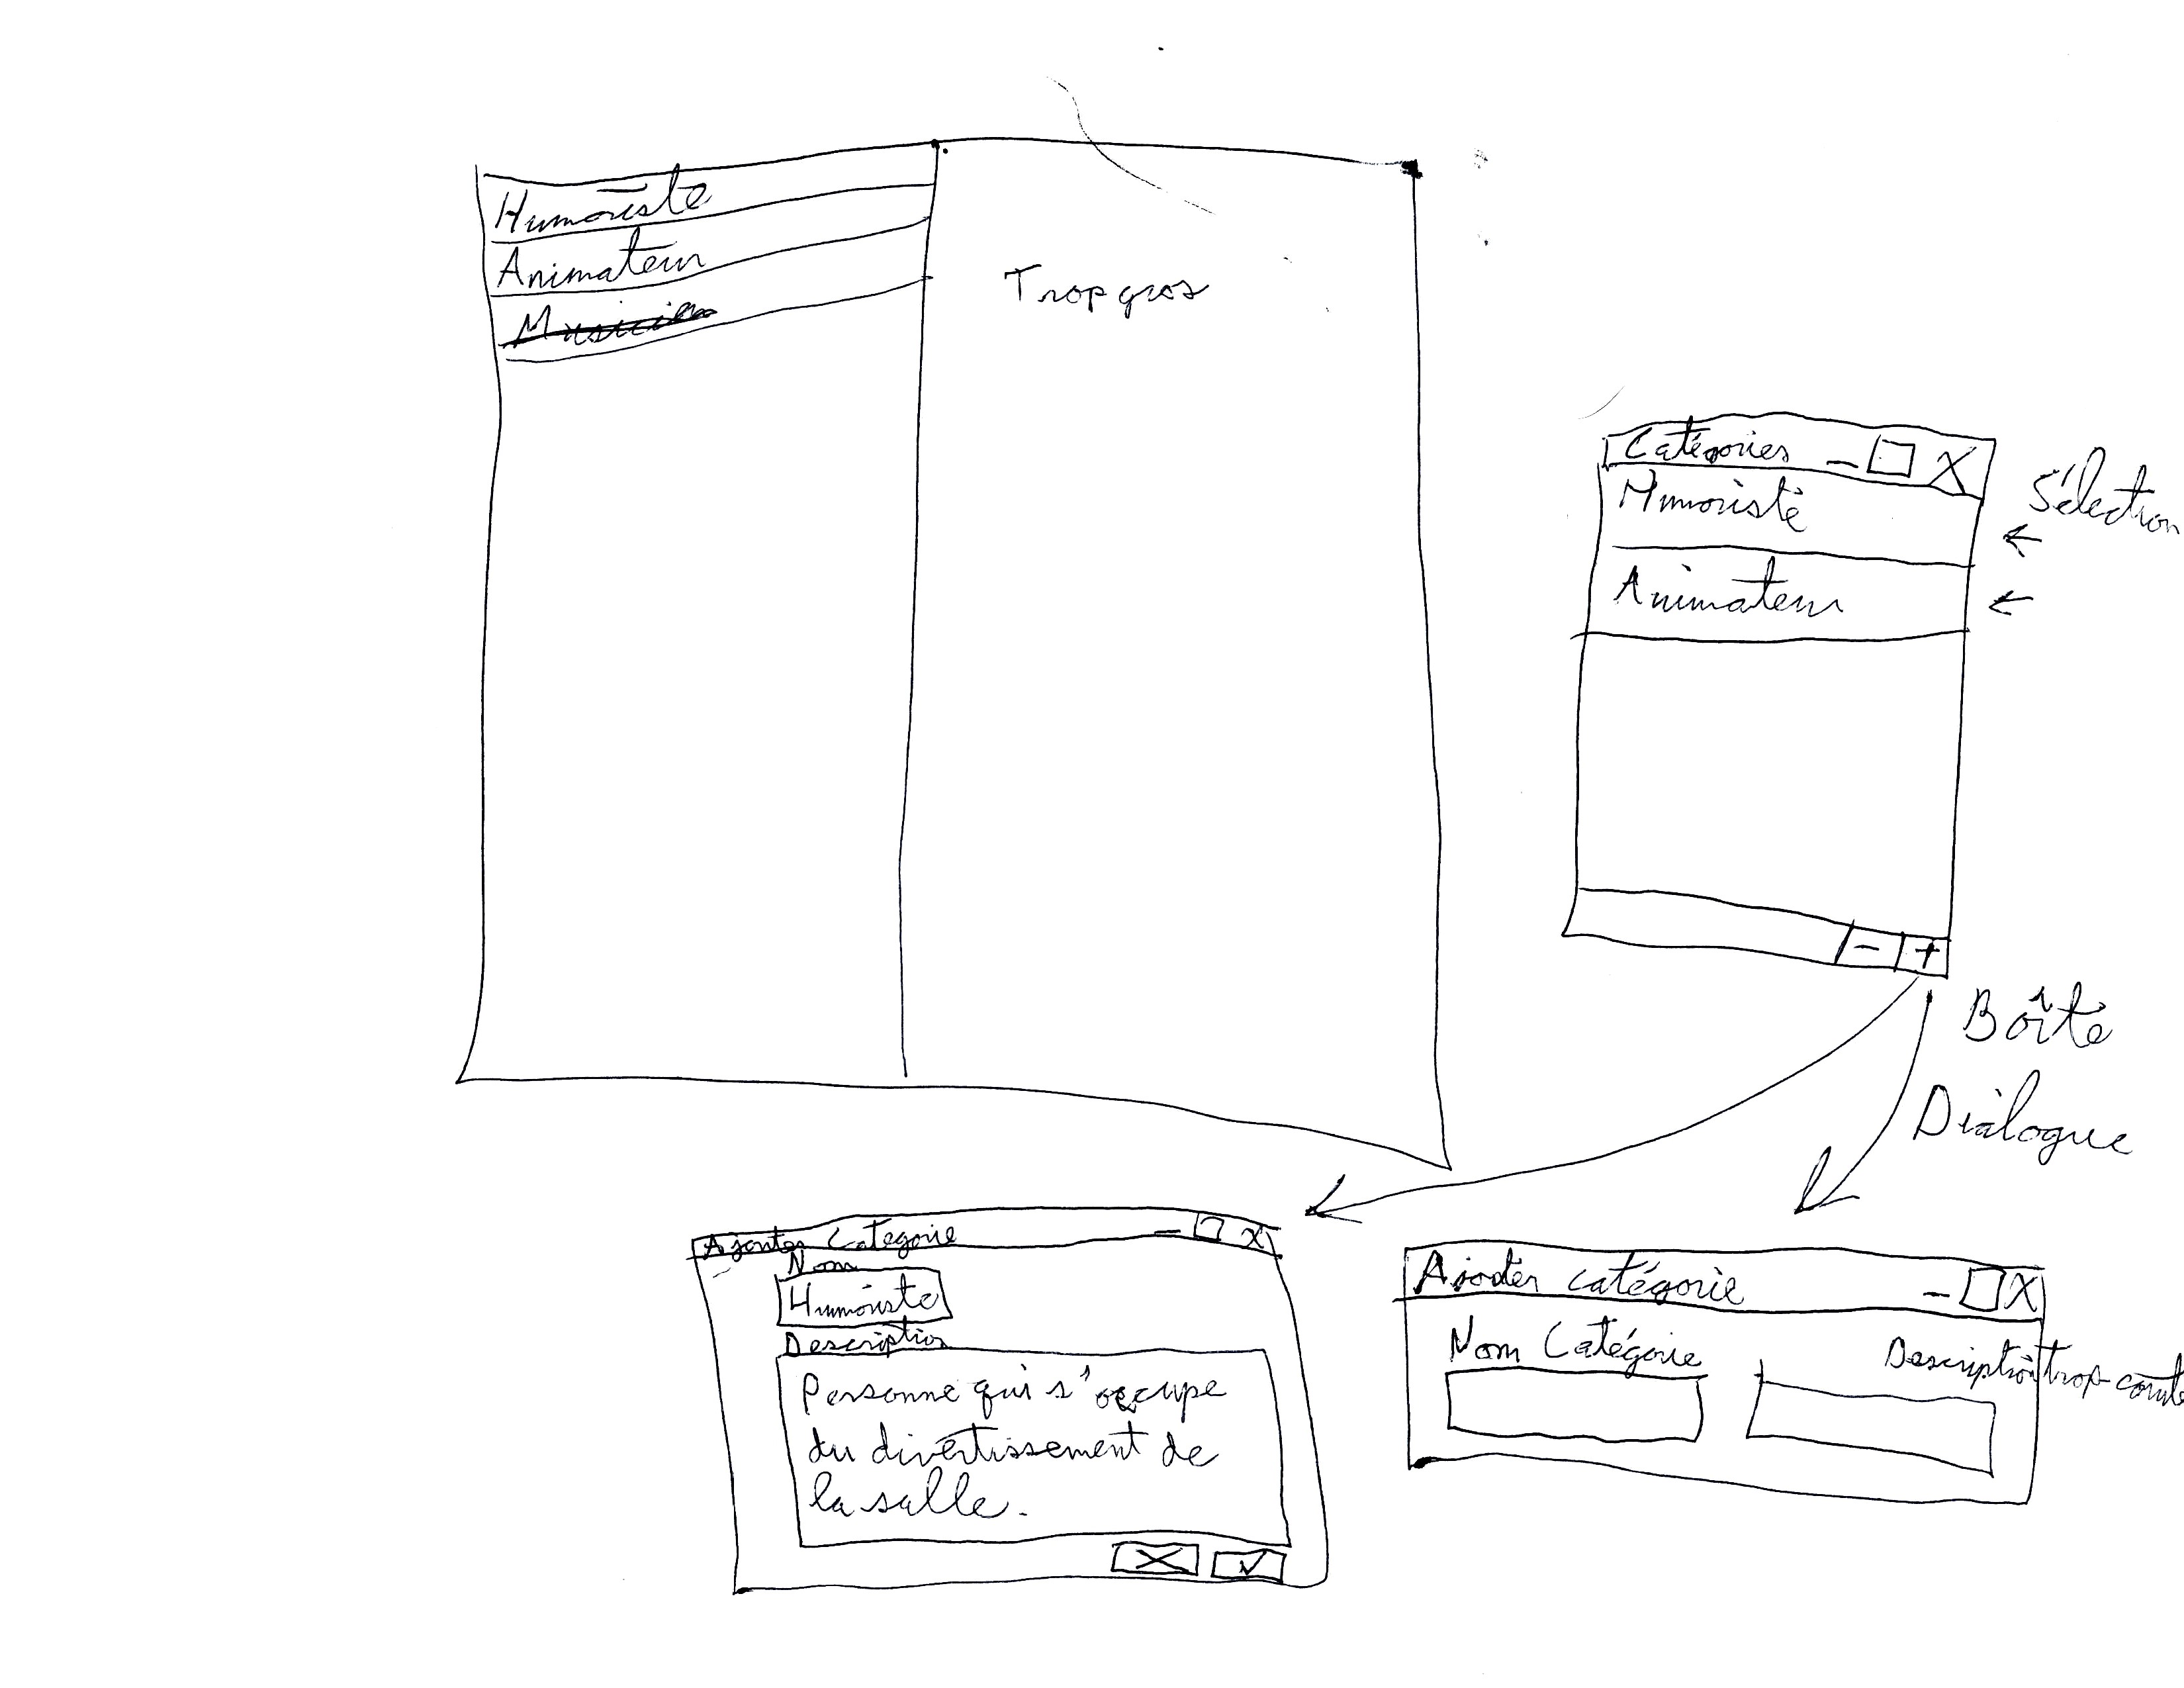 Humoriste
Animateur
Musicien
Trop gros
Catégories _ □ X
Humoriste
Animateur
- +
Sélection
←
←
Boîte
Dialogue
Ajouter Catégorie _ □ X
Nom
Humoriste
Description
Personne qui s'occupe
du divertissement de
la salle.
X ✓
Ajouter catégorie _ □ X
Nom Catégorie
Description trop courte